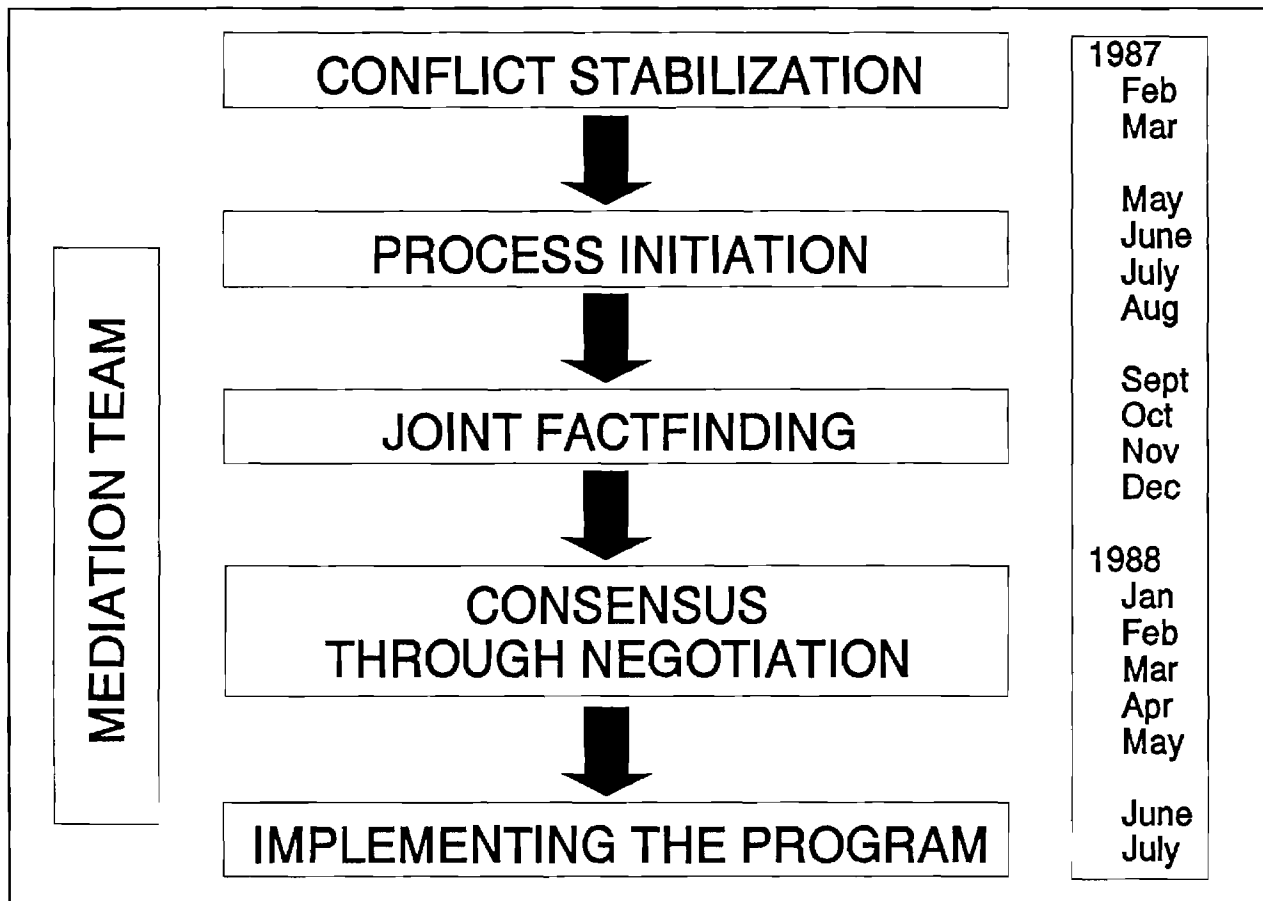 CONFLICT STABILIZATION
PROCESS INITIATION
JOINT FACTFINDING
CONSENSUS
THROUGH NEGOTIATION
IMPLEMENTING THE PROGRAM
MEDIATION TEAM
1987
Feb
Mar
May
June
July
Aug
Sept
Oct
Nov
Dec
1988
Jan
Feb
Mar
Apr
May
June
July